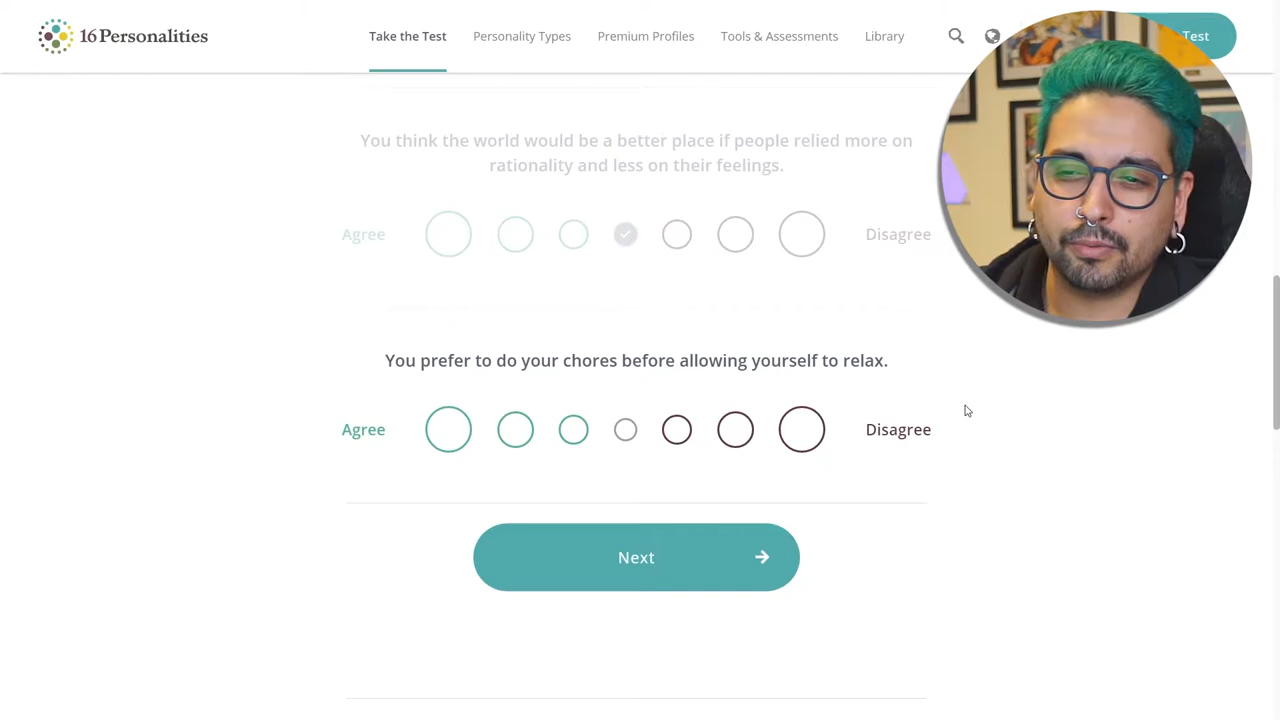 16Personalities
Take the Test
Personality Types
Premium Profiles
Tools & Assessments
Library
Test
You think the world would be a better place if people relied more on
rationality and less on their feelings.
Agree
Disagree
You prefer to do your chores before allowing yourself to relax.
Agree
Disagree
Next